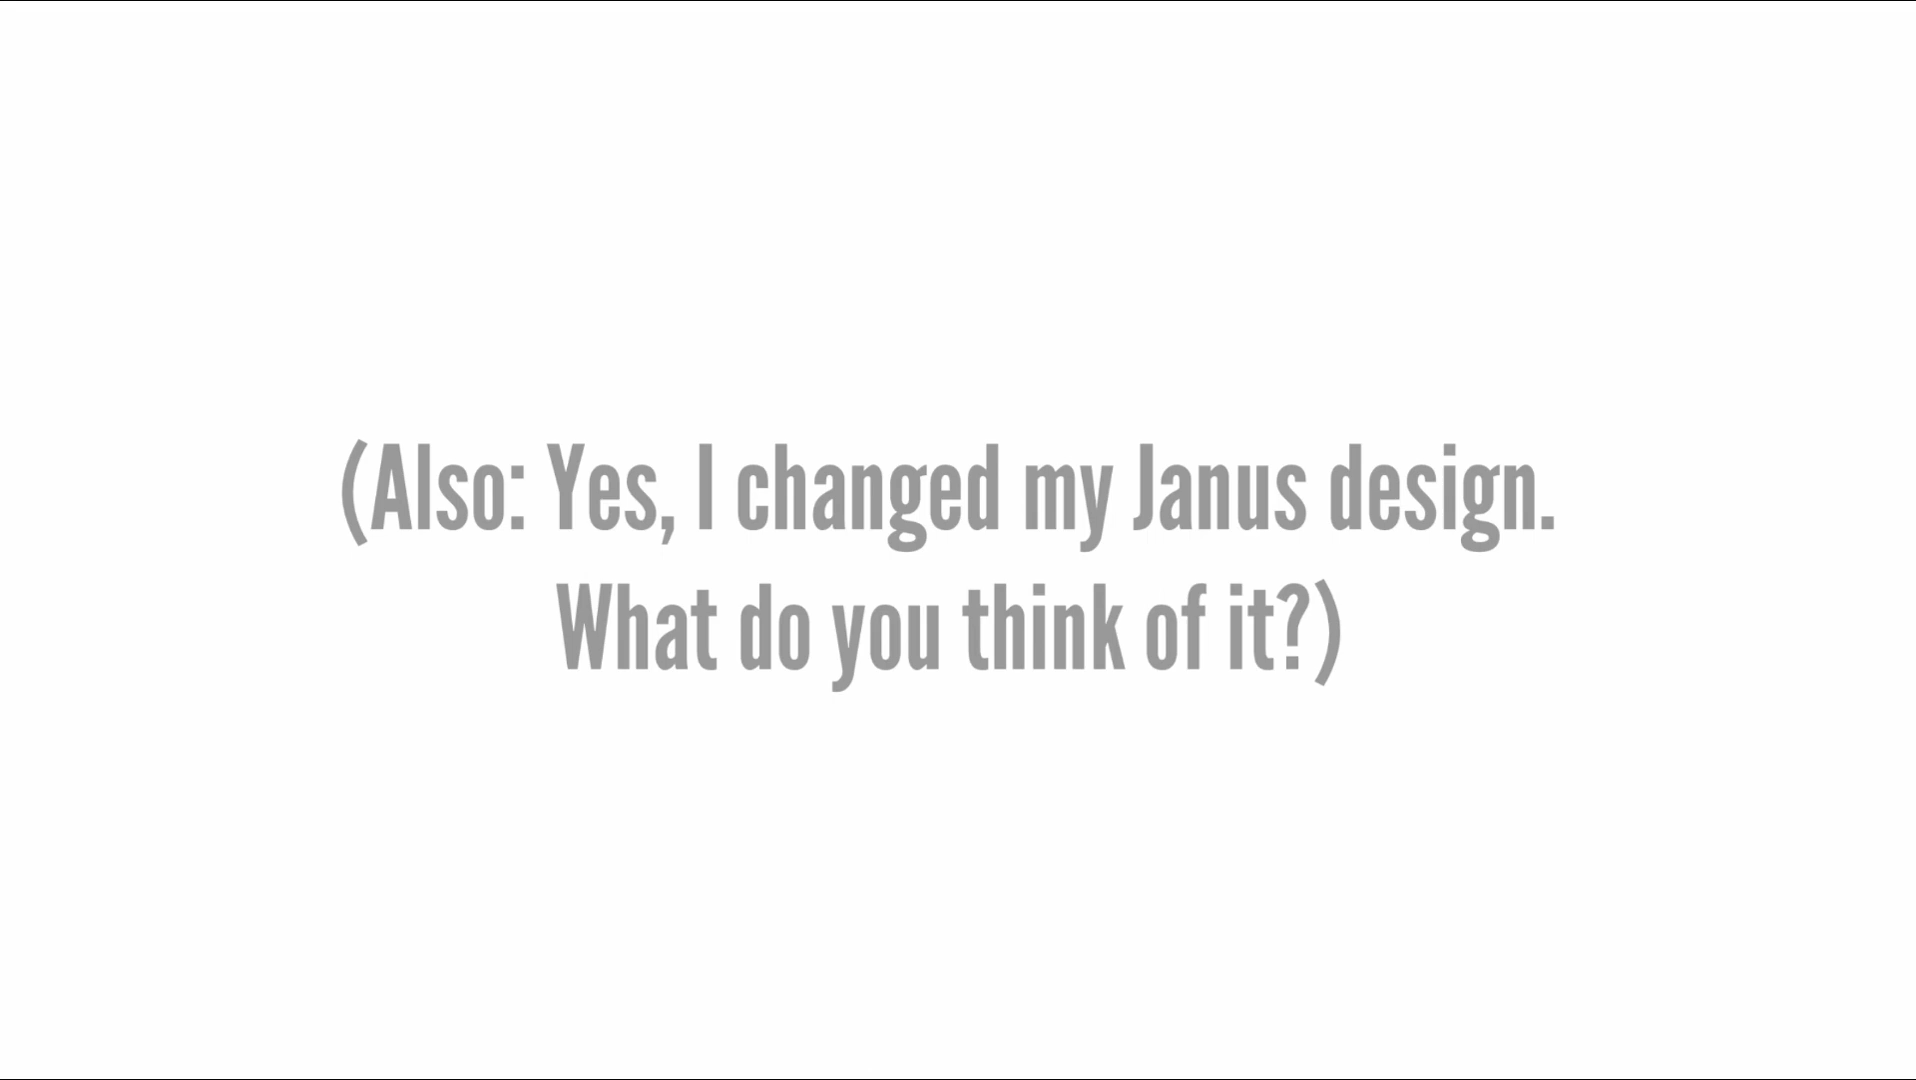 (Also: Yes, I changed my Janus design.
What do you think of it?)